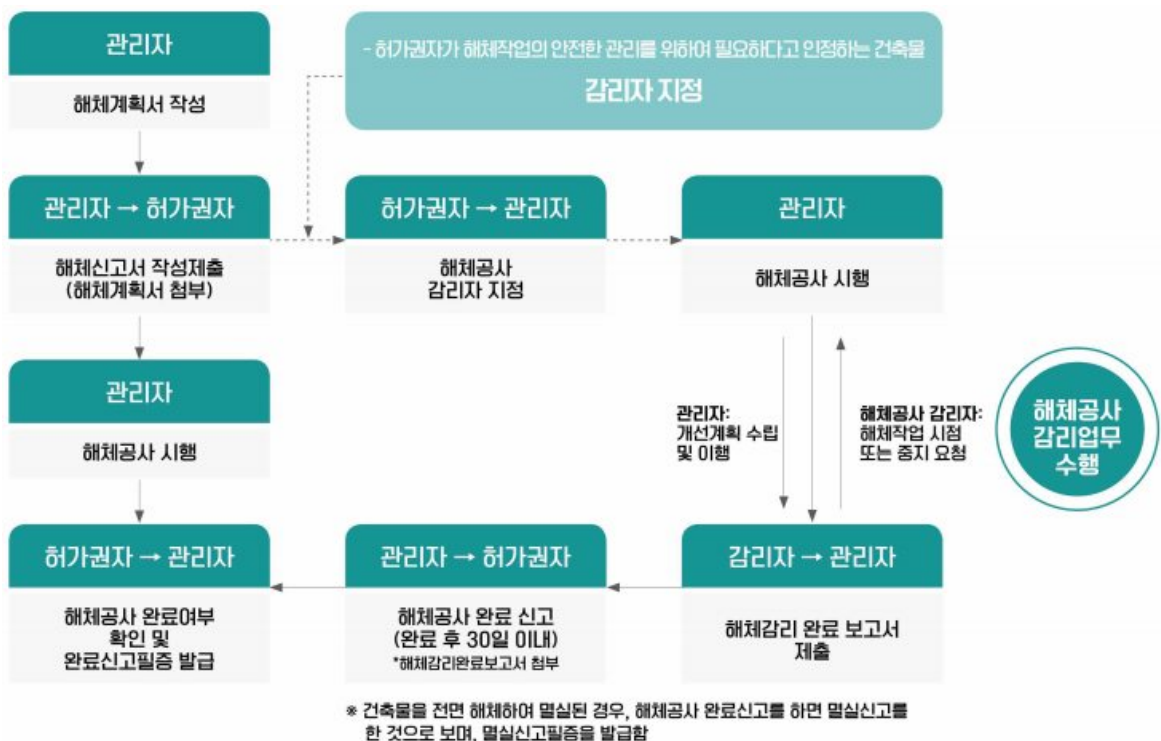 관리자
해체계획서 작성
- 허가권자가 해체작업의 안전한 관리를 위하여 필요하다고 인정하는 건축물
감리자 지정
관리자 → 허가권자
해체신고서 작성제출
(해체계획서 첨부)
허가권자 → 관리자
해체공사
감리자 지정
관리자
해체공사 시행
관리자
해체공사 시행
관리자:
개선계획 수립
및 이행
해체공사 감리자:
해체작업 시점
또는 중지 요청
해체공사
감리업무
수행
허가권자 → 관리자
해체공사 완료여부
확인 및
완료신고필증 발급
관리자 → 허가권자
해체공사 완료 신고
(완료 후 30일 이내)
*해체감리완료보고서 첨부
감리자 → 관리자
해체감리 완료 보고서
제출
※ 건축물을 전면 해체하여 멸실된 경우, 해체공사 완료신고를 하면 멸실신고를
한 것으로 보며, 멸실신고필증을 발급함